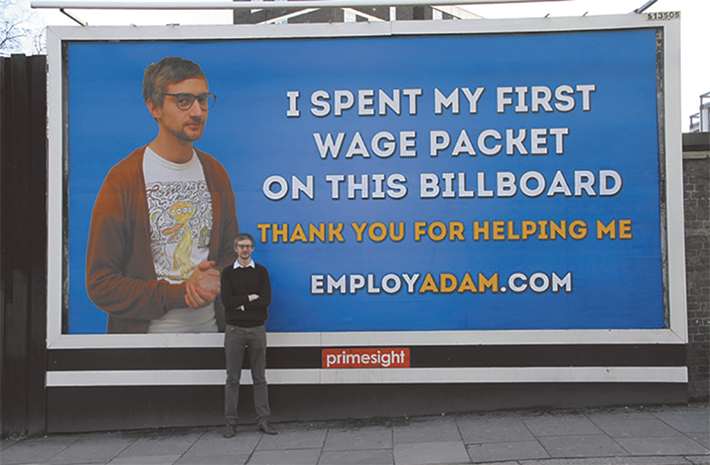 513505
I SPENT MY FIRST
WAGE PACKET
ON THIS BILLBOARD
THANK YOU FOR HELPING ME
EMPLOYADAM.COM
primesight